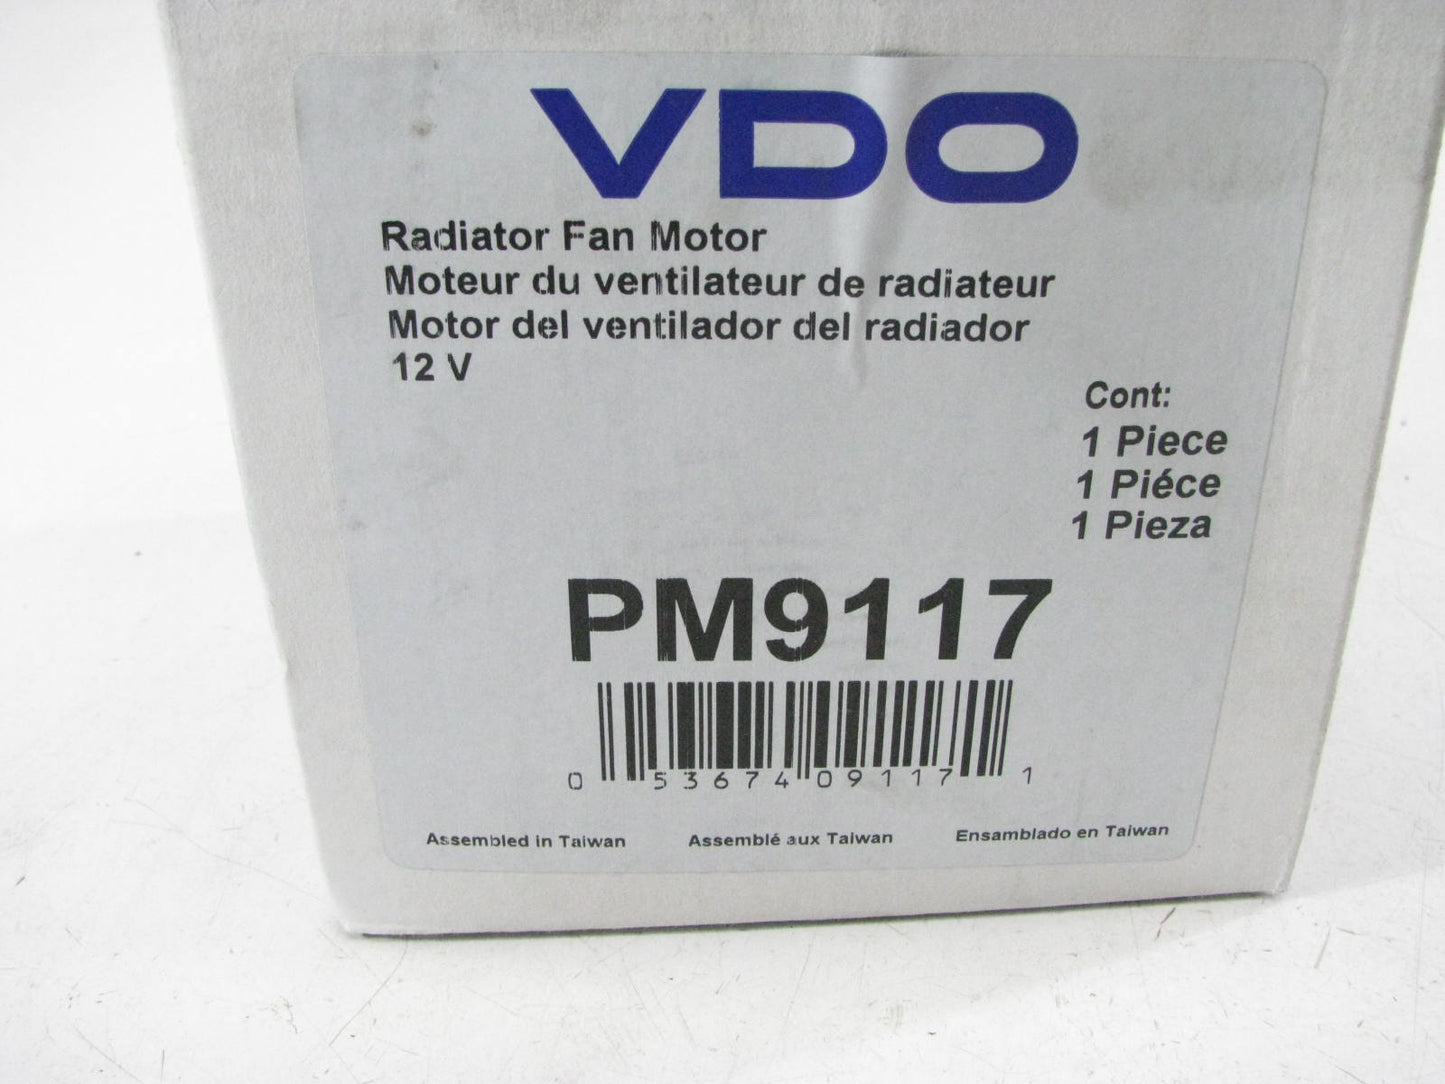 VDO
Radiator Fan Motor
Moteur du ventilateur de radiateur
Motor del ventilador del radiador
12 V
Cont:
1 Piece
1 Piéce
1 Pieza
PM9117
0 53674 09117 1
Assembled in Taiwan Assemblé aux Taiwan Ensamblado en Taiwan